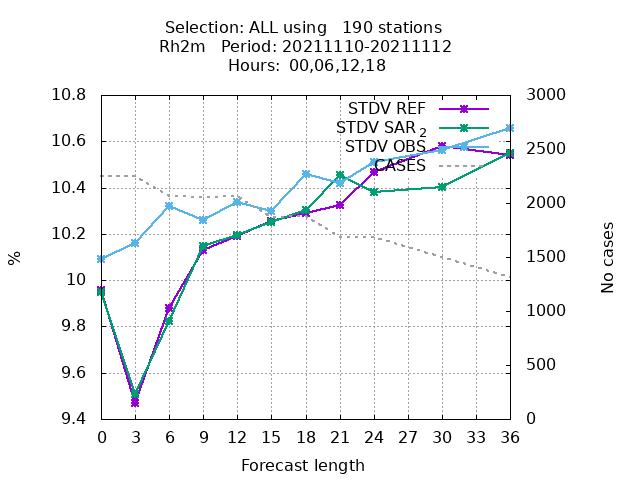 Selection: ALL using   190 stations
Rh2m   Period: 20211110-20211112
Hours: 00,06,12,18
10.8
10.6
10.4
10.2
10
9.8
9.6
9.4
%
STDV REF
STDV SAR 2
STDV OBS
CASES
3000
2500
2000
1500
1000
500
0
No cases
0 3 6 9 12 15 18 21 24 27 30 33 36
Forecast length